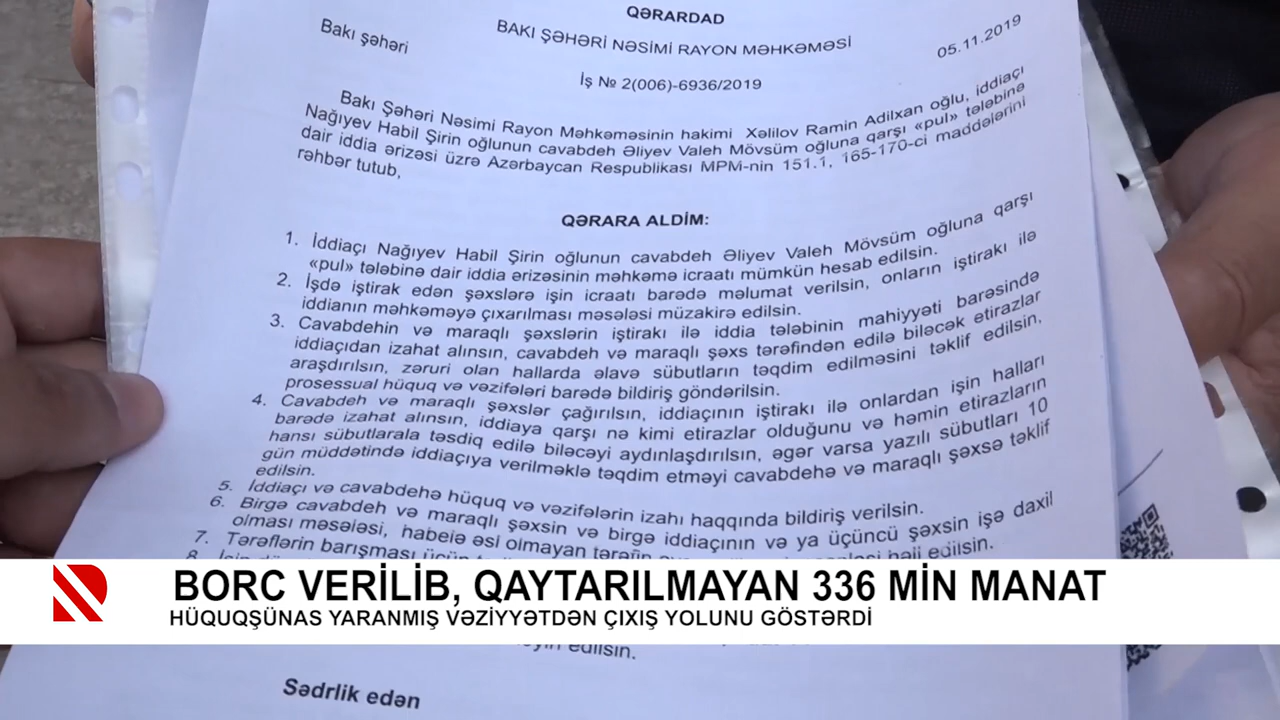 QƏRARDAD
BAKI ŞƏHƏRİ NƏSİMİ RAYON MƏHKƏMƏSİ
Bakı şəhəri
05.11.2019
İş № 2(006)-6936/2019
Bakı Şəhəri Nəsimi Rayon Məhkəməsinin hakimi Xəlilov Ramin Adilxan oğlu, iddiaçı
Nağıyev Habil Şirin oğlunun cavabdeh Əliyev Valeh Mövsüm oğluna qarşı «pul» tələbinə
dair iddia ərizəsi üzrə Azərbaycan Respublikası MPM-nin 151.1, 165-170-ci maddələrini
rəhbər tutub,
QƏRARA ALDİM:
1. İddiaçı Nağıyev Habil Şirin oğlunun cavabdeh Əliyev Valeh Mövsüm oğluna qarşı
«pul» tələbinə dair iddia ərizəsinin məhkəmə icraatı mümkün hesab edilsin.
2. İşdə iştirak edən şəxslərə işin icraatı barədə məlumat verilsin, onların iştirakı ilə
iddianın məhkəməyə çıxarılması məsələsi müzakirə edilsin.
3. Cavabdehin və maraqlı şəxslərin iştirakı ilə iddia tələbinin mahiyyəti barəsində
iddiaçıdan izahat alınsın, cavabdeh və maraqlı şəxs tərəfindən edilə biləcək etirazlar
araşdırılsın, zəruri olan hallarda əlavə sübutların təqdim edilməsini təklif edilsin,
prosessual hüquq və vəzifələri barədə bildiriş göndərilsin.
4. Cavabdeh və maraqlı şəxslər çağırılsın, iddiaçının iştirakı ilə onlardan işin halları
barədə izahat alınsın, iddiaya qarşı nə kimi etirazlar olduğunu və həmin etirazların
hansı sübutlarala təsdiq edilə biləcəyi aydınlaşdırılsın, əgər varsa yazılı sübutları 10
gün müddətində iddiaçıya verilməklə təqdim etməyi cavabdehə və maraqlı şəxsə təklif
edilsin.
5. İddiaçı və cavabdehə hüquq və vəzifələrin izahı haqqında bildiriş verilsin.
6. Birgə cavabdeh və maraqlı şəxsin və birgə iddiaçının və ya üçüncü şəxsin işə daxil
olması məsələsi, habelə əsi olmayan tərəfin həll edilsin.
7. Tərəflərin barışması üçün
8. İşin
BORC VERİLİB, QAYTARILMAYAN 336 MİN MANAT
HÜQUQŞÜNAS YARANMIŞ VƏZİYYƏTDƏN ÇIXIŞ YOLUNU GÖSTƏRDİ
edilsin.
Sədrlik edən